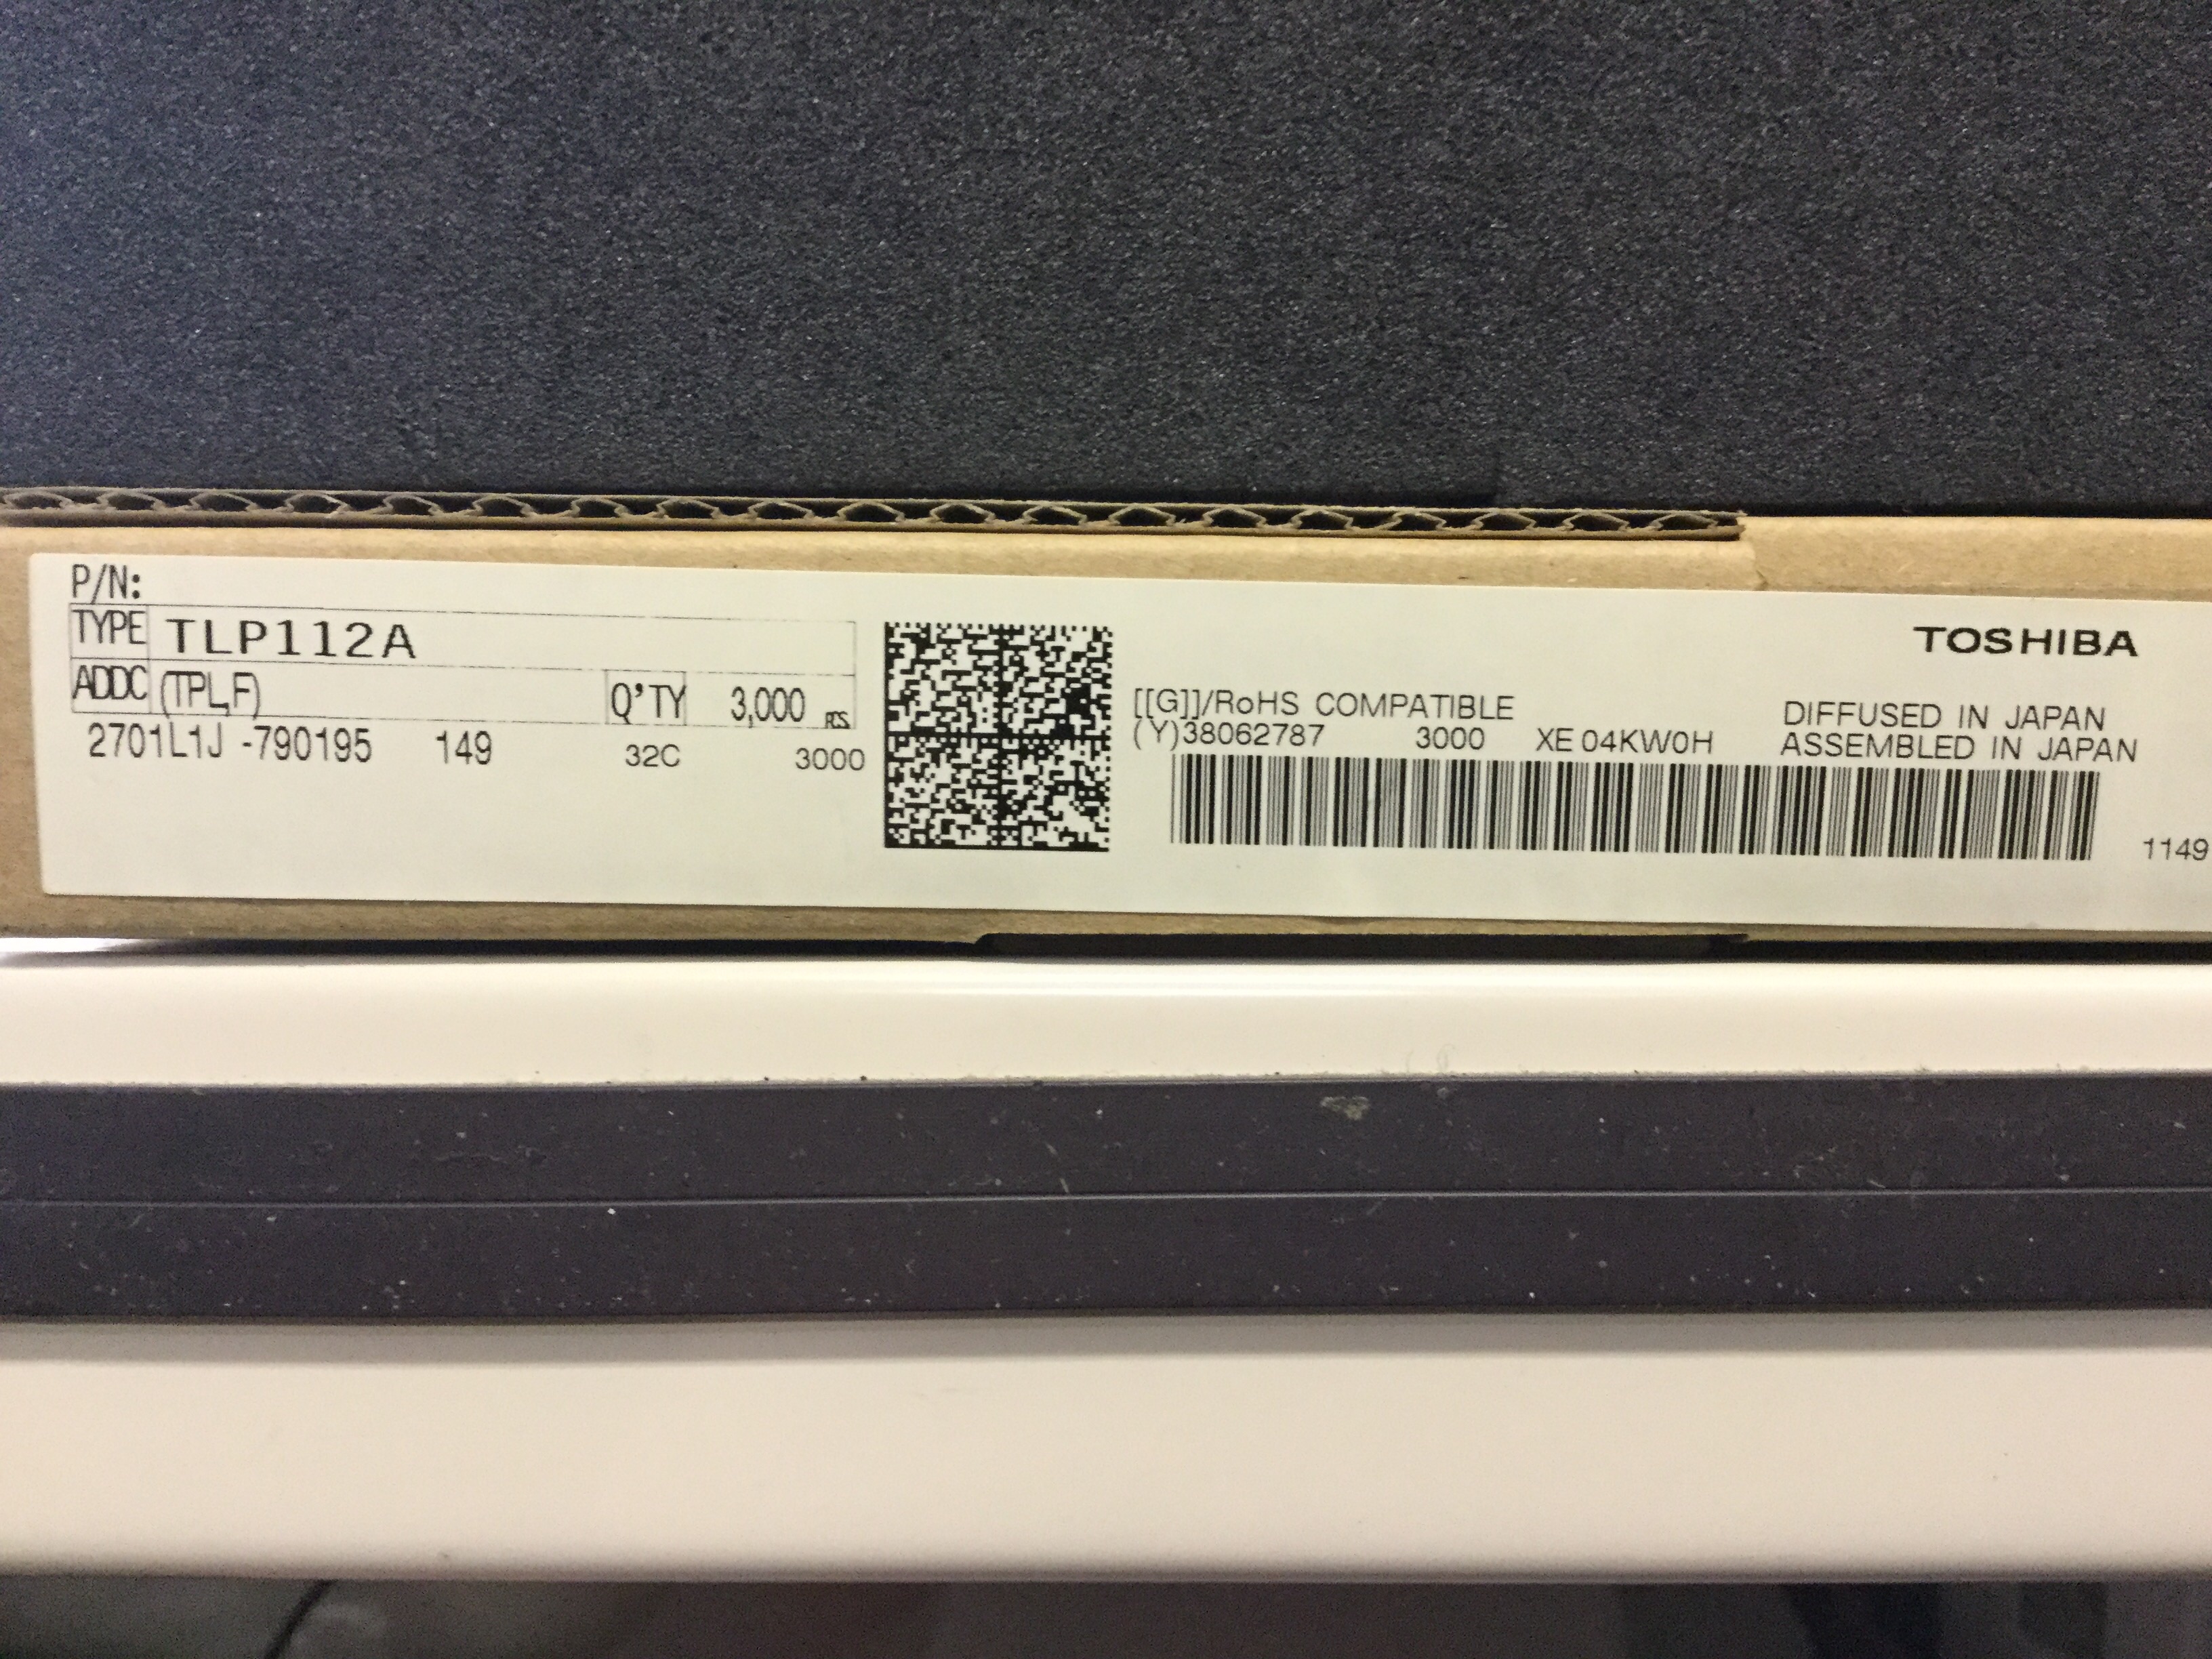 P/N:
TYPE TLP112A
ADDC (TPL,F) Q'TY 3,000 PCS.
2701L1J -790195 149 32C 3000
TOSHIBA
[[G]]/RoHS COMPATIBLE DIFFUSED IN JAPAN
(Y)38062787 3000 XE 04KW0H ASSEMBLED IN JAPAN
1149